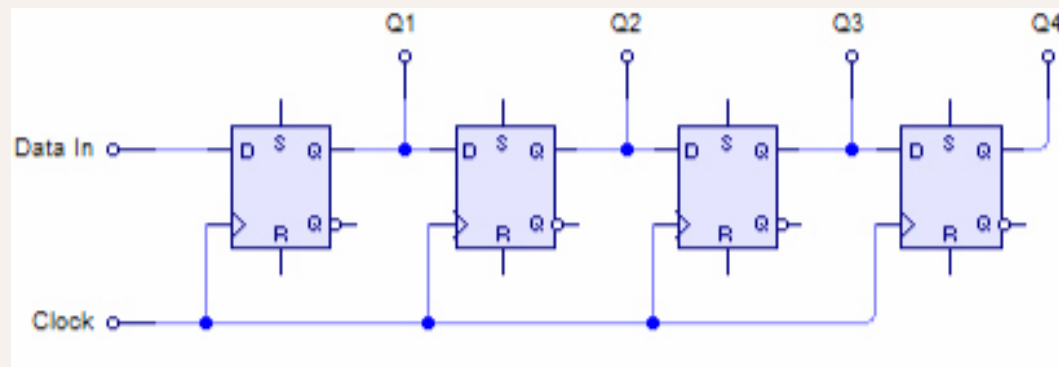 Q1 Q2 Q3 Q4
S S S S
Data In D Q D Q D Q D Q
R Q R Q R Q R Q
Clock